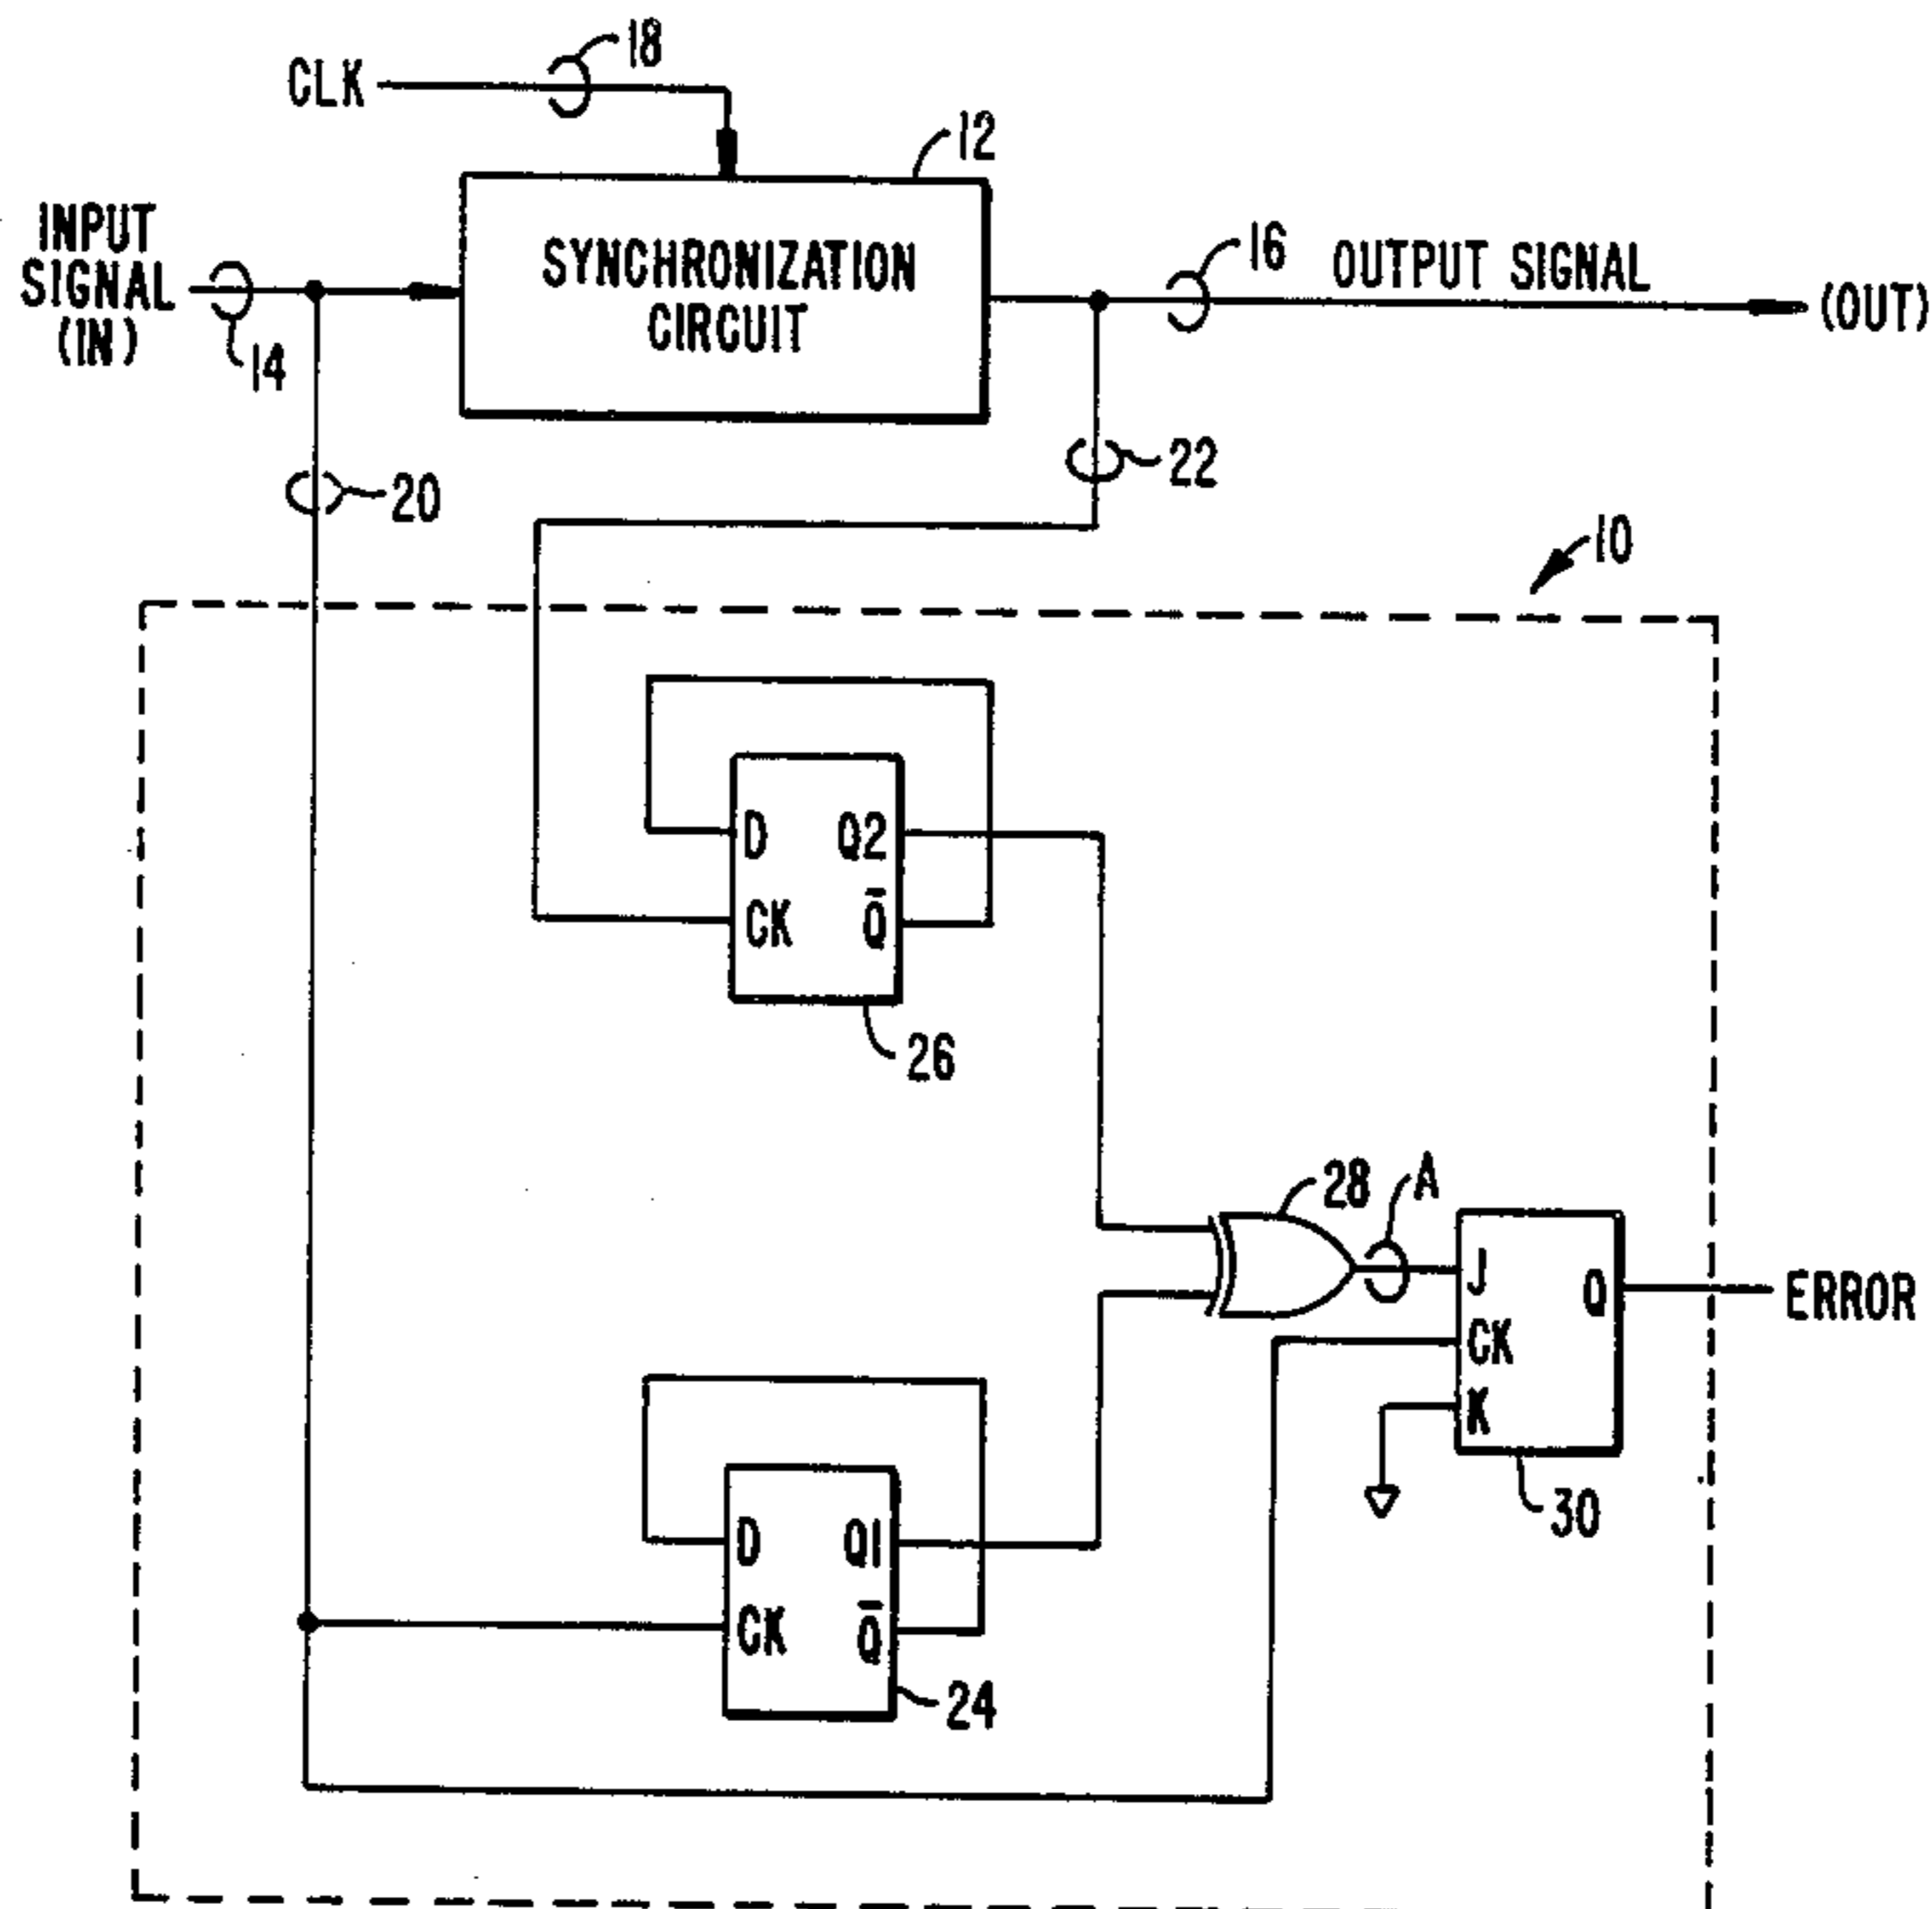 CLK
18
12
INPUT
SIGNAL
(IN)
14
SYNCHRONIZATION
CIRCUIT
16
OUTPUT SIGNAL
(OUT)
20
22
10
D
Q2
CK
Q̄
26
28
A
J
Q
CK
K
ERROR
30
D
Q1
CK
Q̄
24